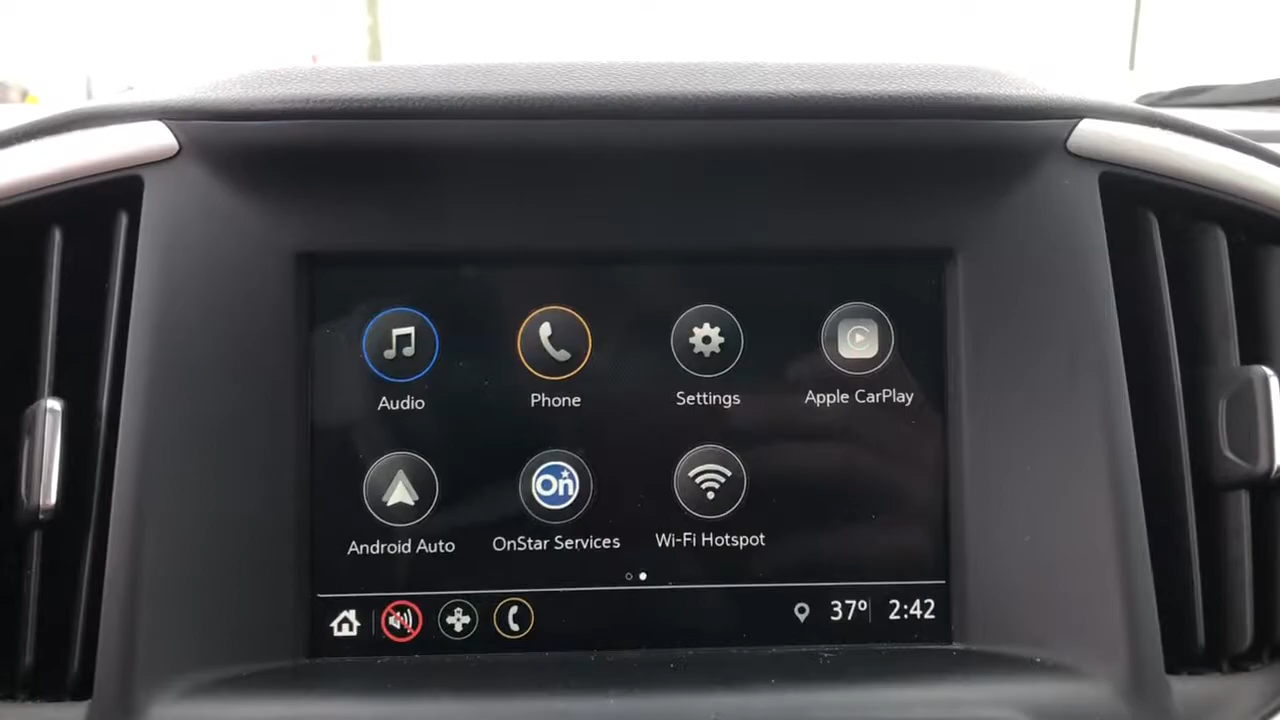 Audio
Phone
Settings
Apple CarPlay
Android Auto
On
OnStar Services
Wi-Fi Hotspot
37° 2:42